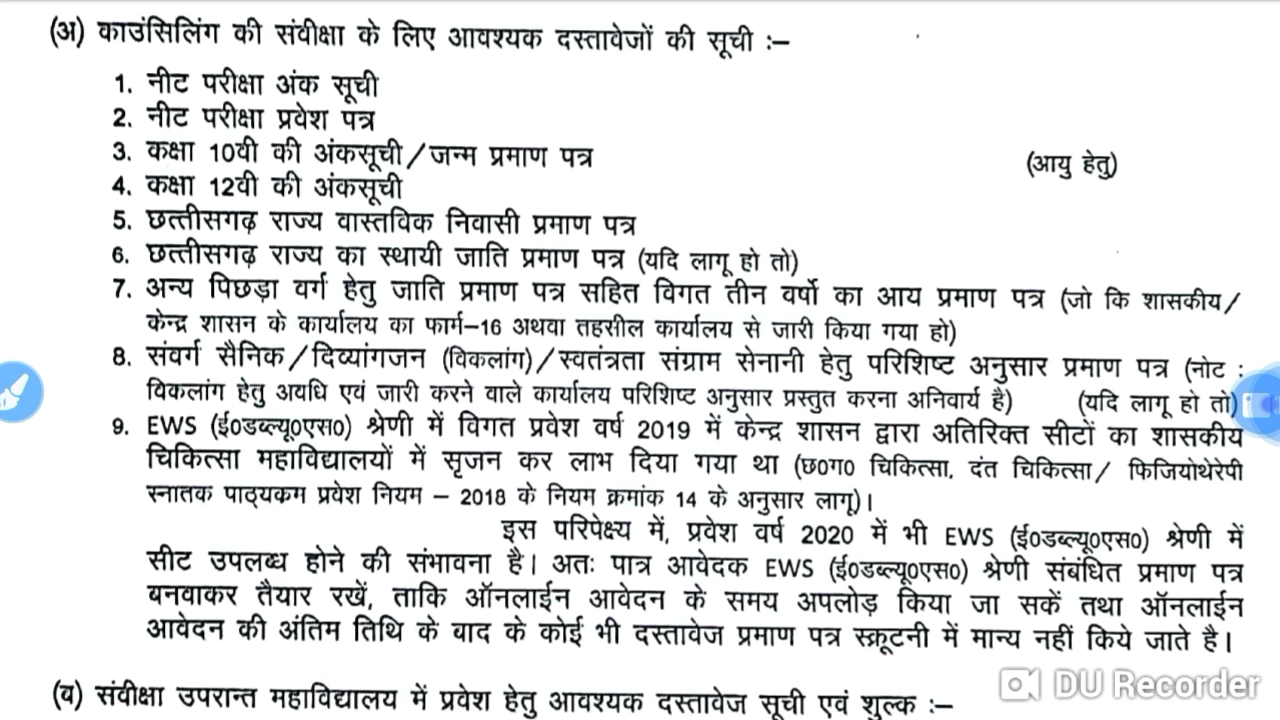 (अ) काउंसिलिंग की संवीक्षा के लिए आवश्यक दस्तावेजों की सूची :–
1. नीट परीक्षा अंक सूची
2. नीट परीक्षा प्रवेश पत्र
3. कक्षा 10वी की अंकसूची/जन्म प्रमाण पत्र (आयु हेतु)
4. कक्षा 12वी की अंकसूची
5. छत्तीसगढ़ राज्य वास्तविक निवासी प्रमाण पत्र
6. छत्तीसगढ़ राज्य का स्थायी जाति प्रमाण पत्र (यदि लागू हो तो)
7. अन्य पिछड़ा वर्ग हेतु जाति प्रमाण पत्र सहित विगत तीन वर्षो का आय प्रमाण पत्र (जो कि शासकीय/
केन्द्र शासन के कार्यालय का फार्म–16 अथवा तहसील कार्यालय से जारी किया गया हो)
8. संवर्ग सैनिक/दिव्यांगजन (विकलांग)/स्वतंत्रता संग्राम सेनानी हेतु परिशिष्ट अनुसार प्रमाण पत्र (नोट :
विकलांग हेतु अवधि एवं जारी करने वाले कार्यालय परिशिष्ट अनुसार प्रस्तुत करना अनिवार्य है) (यदि लागू हो तो)
9. EWS (ई0डब्ल्यू0एस0) श्रेणी में विगत प्रवेश वर्ष 2019 में केन्द्र शासन द्वारा अतिरिक्त सीटों का शासकीय
चिकित्सा महाविद्यालयों में सृजन कर लाभ दिया गया था (छ0ग0 चिकित्सा, दंत चिकित्सा/ फिजियोथेरेपी
स्नातक पाठ्यकम प्रवेश नियम – 2018 के नियम क्रमांक 14 के अनुसार लागू)।
इस परिपेक्ष्य में, प्रवेश वर्ष 2020 में भी EWS (ई0डब्ल्यू0एस0) श्रेणी में
सीट उपलब्ध होने की संभावना है। अतः पात्र आवेदक EWS (ई0डब्ल्यू0एस0) श्रेणी संबंधित प्रमाण पत्र
बनवाकर तैयार रखें, ताकि ऑनलाईन आवेदन के समय अपलोड़ किया जा सकें तथा ऑनलाईन
आवेदन की अंतिम तिथि के बाद के कोई भी दस्तावेज प्रमाण पत्र स्क्रूटनी में मान्य नहीं किये जाते है।
(ब) संवीक्षा उपरान्त महाविद्यालय में प्रवेश हेतु आवश्यक दस्तावेज सूची एवं शुल्क :–
DU Recorder